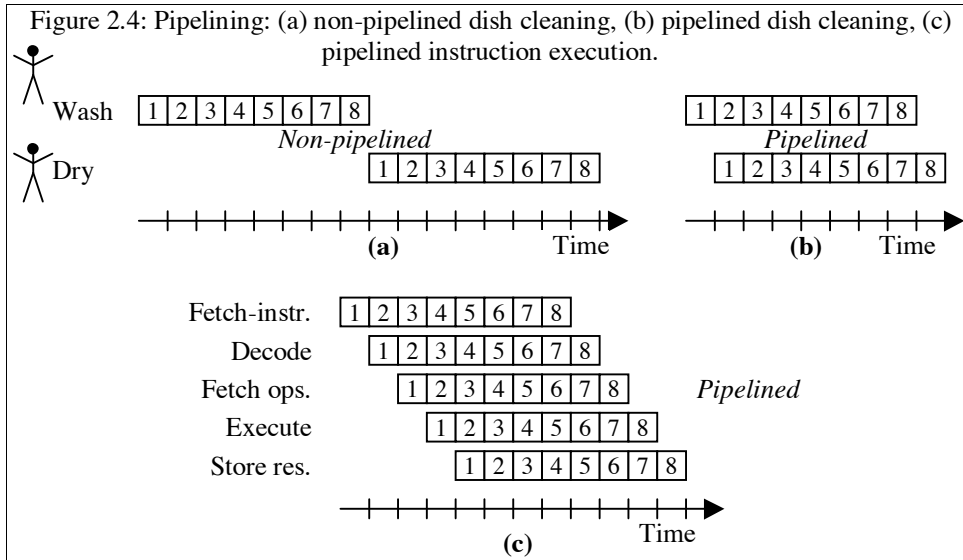 Figure 2.4: Pipelining: (a) non-pipelined dish cleaning, (b) pipelined dish cleaning, (c)
pipelined instruction execution.
Wash 1 2 3 4 5 6 7 8 1 2 3 4 5 6 7 8
Non-pipelined Pipelined
Dry 1 2 3 4 5 6 7 8 1 2 3 4 5 6 7 8
Time Time
(a) (b)
Fetch-instr. 1 2 3 4 5 6 7 8
Decode 1 2 3 4 5 6 7 8
Fetch ops. 1 2 3 4 5 6 7 8 Pipelined
Execute 1 2 3 4 5 6 7 8
Store res. 1 2 3 4 5 6 7 8
Time
(c)